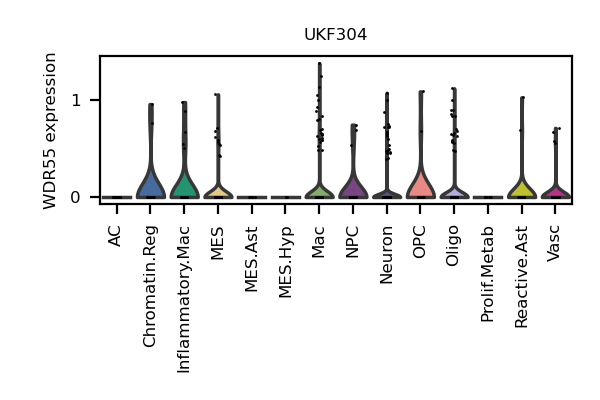 UKF304
WDR55 expression
1
0
AC
Chromatin.Reg
Inflammatory.Mac
MES
MES.Ast
MES.Hyp
Mac
NPC
Neuron
OPC
Oligo
Prolif.Metab
Reactive.Ast
Vasc